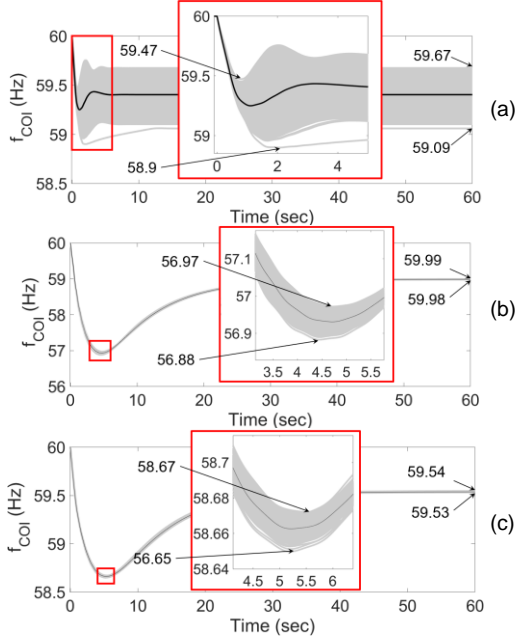 60
59.5
59
58.5
f_COI (Hz)
59.47
59.5
59
0 2 4
58.9
59.67
59.09
(a)
0 10 20 30 40 50 60
Time (sec)
60
59
58
57
56
f_COI (Hz)
57.1
57
56.9
3.5 4 4.5 5 5.5
56.97
56.88
59.99
59.98
(b)
0 10 20 30 40 50 60
Time (sec)
60
59.5
59
58.5
f_COI (Hz)
58.7
58.68
58.66
58.64
4.5 5 5.5 6
58.67
56.65
59.54
59.53
(c)
0 10 20 30 40 50 60
Time (sec)